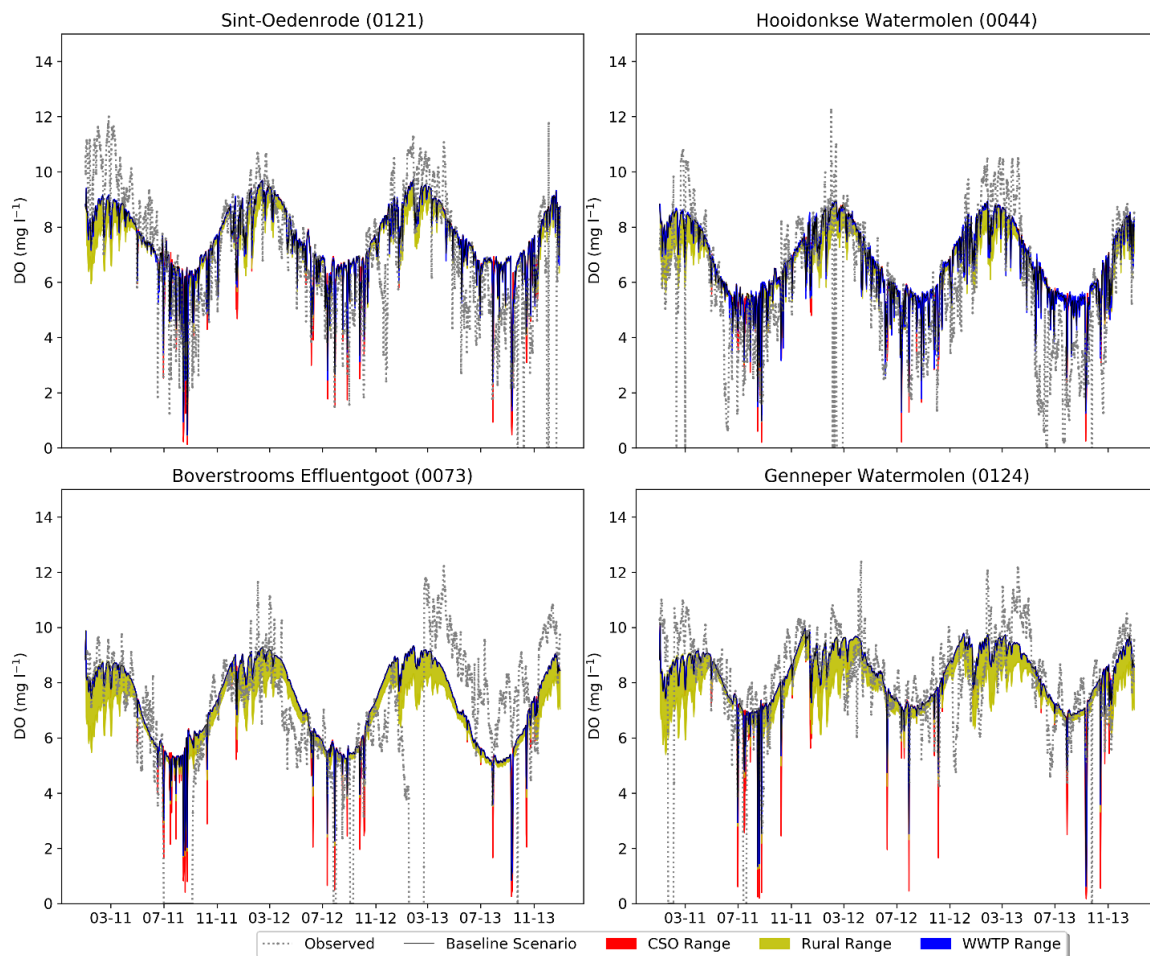 Sint-Oedenrode (0121)
Hooidonkse Watermolen (0044)
14
12
10
8
6
4
2
0
DO (mg l⁻¹)
14
12
10
8
6
4
2
0
DO (mg l⁻¹)
Boverstrooms Effluentgoot (0073)
Genneper Watermolen (0124)
14
12
10
8
6
4
2
0
DO (mg l⁻¹)
14
12
10
8
6
4
2
0
DO (mg l⁻¹)
03-11 07-11 11-11 03-12 07-12 11-12 03-13 07-13 11-13
03-11 07-11 11-11 03-12 07-12 11-12 03-13 07-13 11-13
Observed Baseline Scenario CSO Range Rural Range WWTP Range